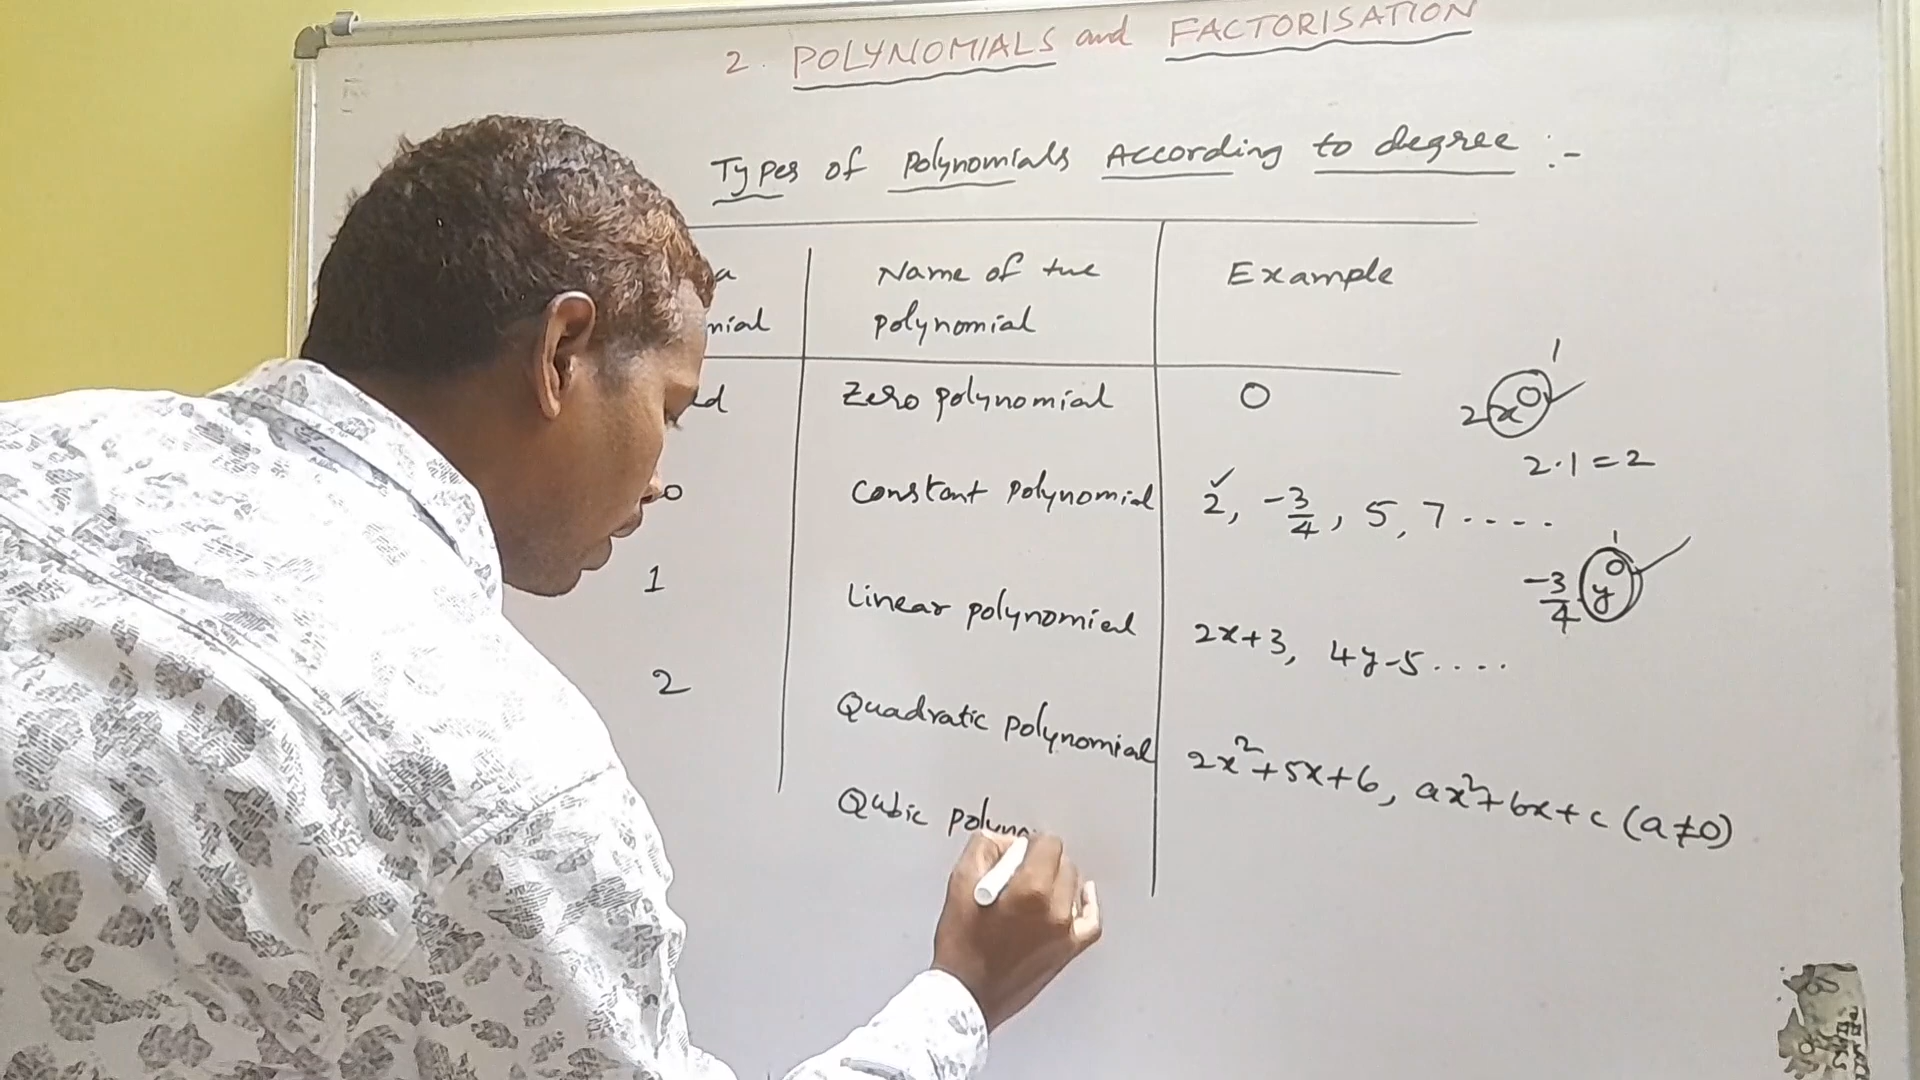 2. POLYNOMIALS and FACTORISATION
Types of polynomials According to degree :-
Name of the polynomial
Example
Zero polynomial 0
2x⁰ 1
2·1=2
0 Constant polynomial 2, -3/4, 5, 7 ....
-3/4 y⁰ 1
1 Linear polynomial 2x+3, 4y-5....
2 Quadratic polynomial 2x²+5x+6, ax²+bx+c (a≠0)
Qubic